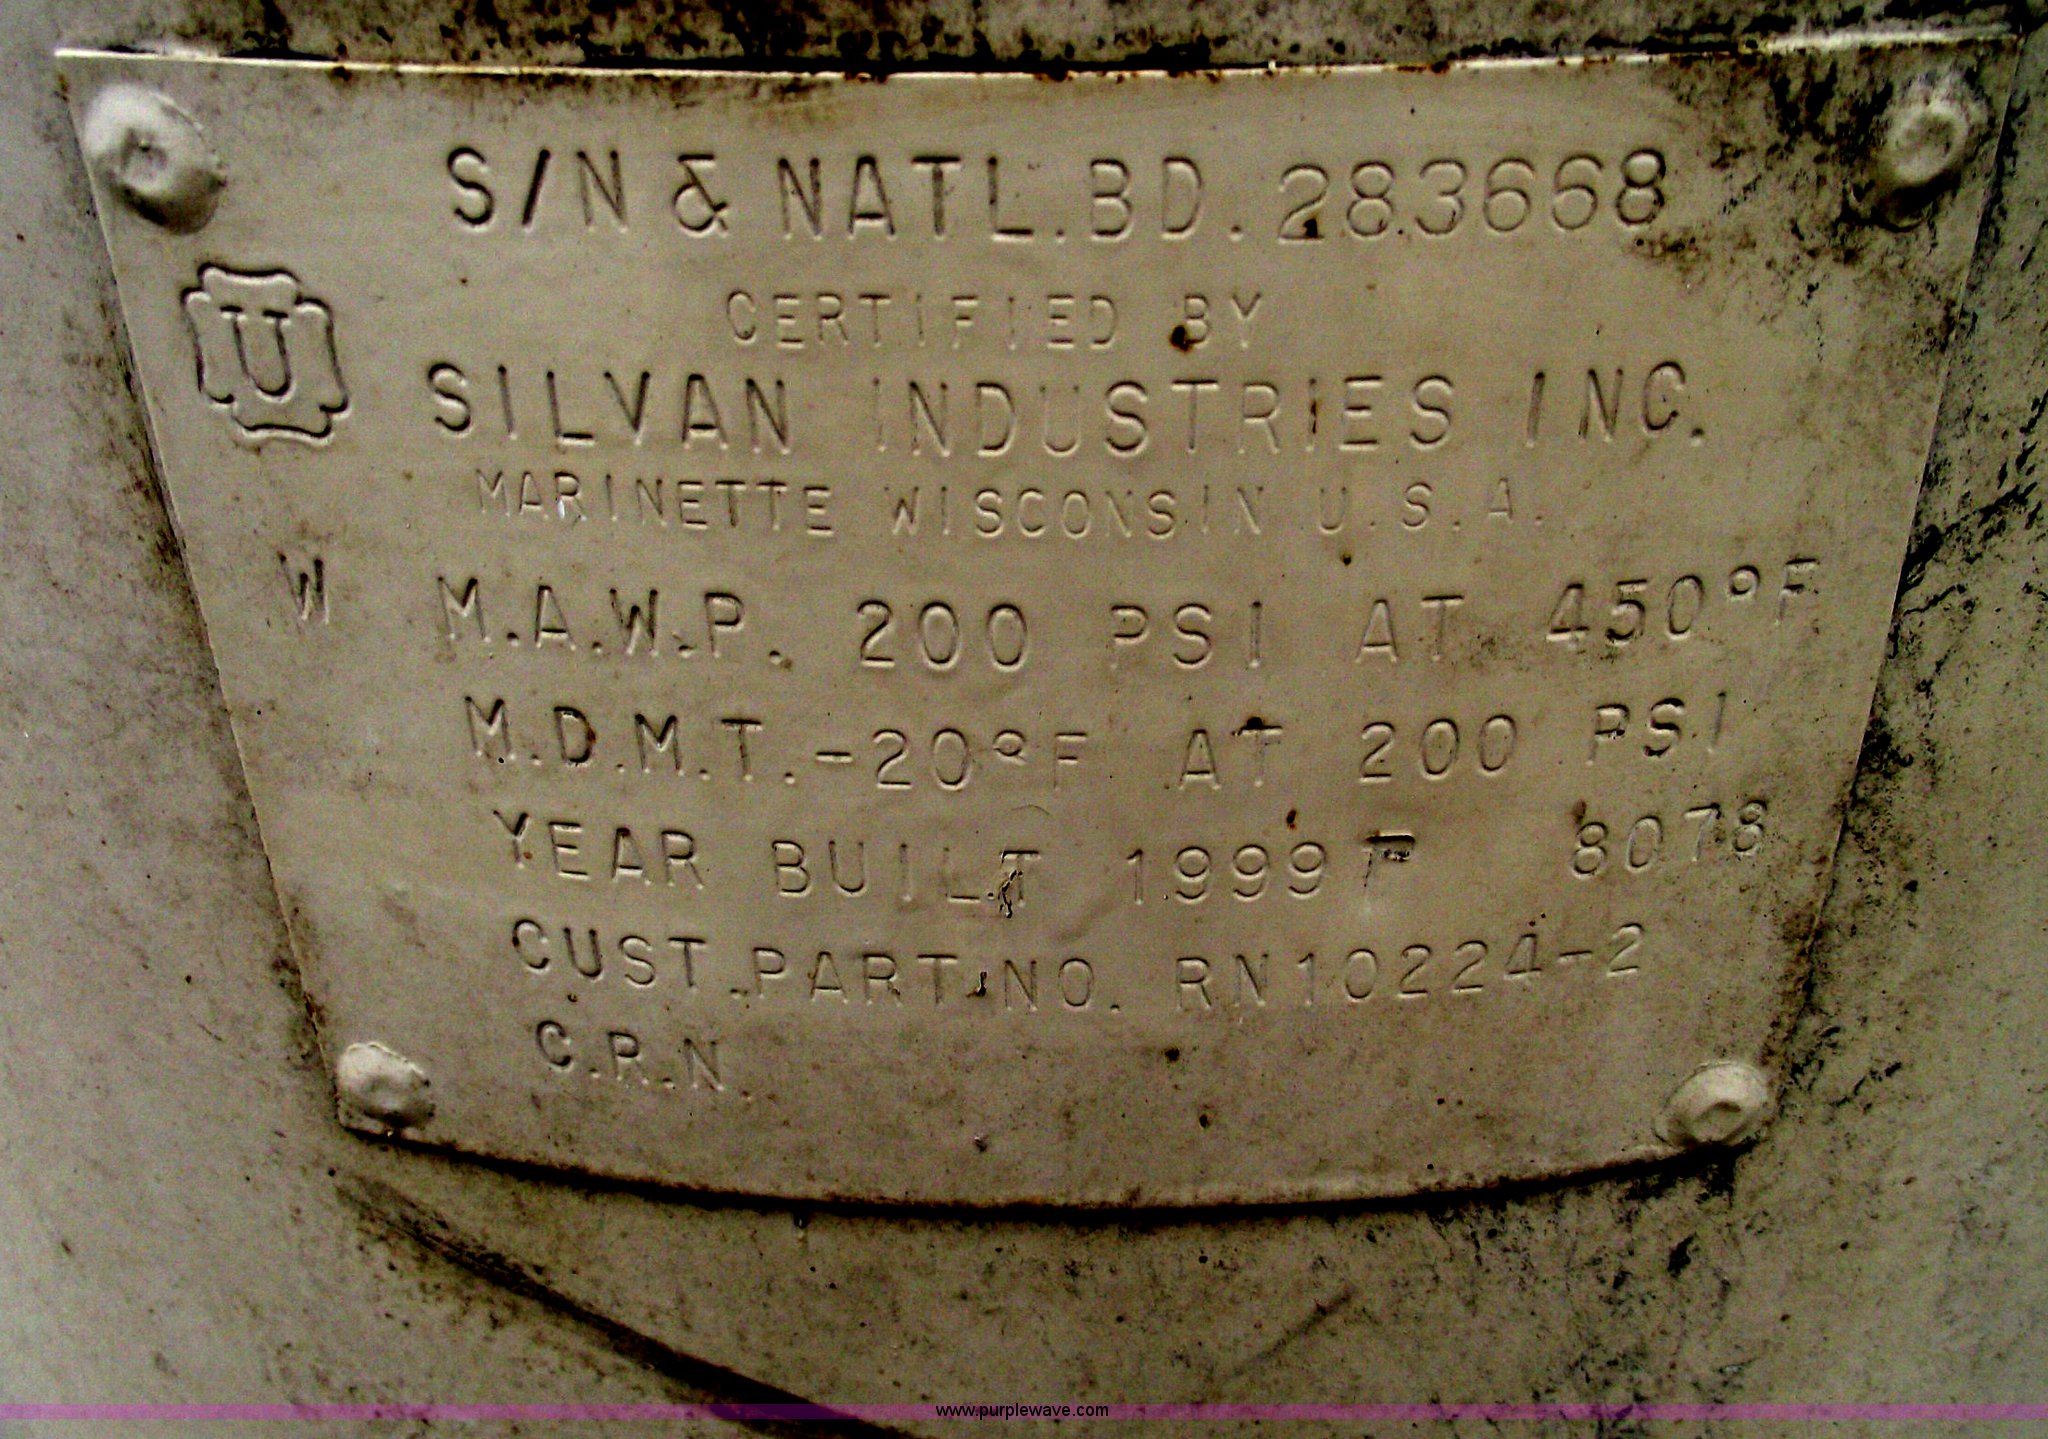 S/N & NATL.BD. 283668
CERTIFIED BY
U
SILVAN INDUSTRIES INC.
MARINETTE WISCONSIN U.S.A.
W M.A.W.P. 200 PSI AT 450°F
M.D.M.T.-20°F AT 200 PSI
YEAR BUILT 1999 F 8078
CUST.PART.NO. RN10224-2
C.R.N.
www.purplewave.com